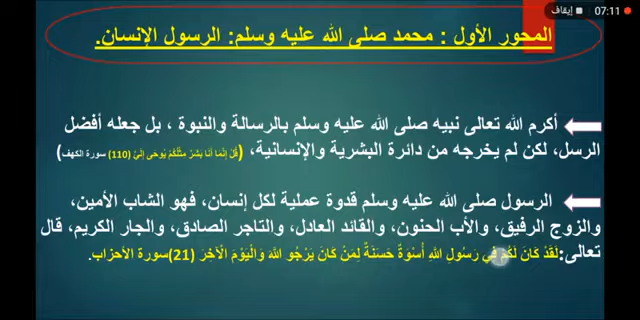 07:11 إيقاف
المحور الأول : محمد صلى الله عليه وسلم: الرسول الإنسان.
أكرم الله تعالى نبيه صلى الله عليه وسلم بالرسالة والنبوة ، بل جعله أفضل
الرسل، لكن لم يخرجه من دائرة البشرية والإنسانية، (قُلْ إِنَّمَا أَنَا بَشَرٌ مِثْلُكُمْ يُوحَى إِلَيَّ (110) سورة الكهف)
الرسول صلى الله عليه وسلم قدوة عملية لكل إنسان، فهو الشاب الأمين،
والزوج الرفيق، والأب الحنون، والقائد العادل، والتاجر الصادق، والجار الكريم، قال
تعالى:لَقَدْ كَانَ لَكُمْ فِي رَسُولِ اللَّهِ أُسْوَةٌ حَسَنَةٌ لِمَنْ كَانَ يَرْجُو اللَّهَ وَالْيَوْمَ الْآخِرَ (21)سورة الأحزاب.